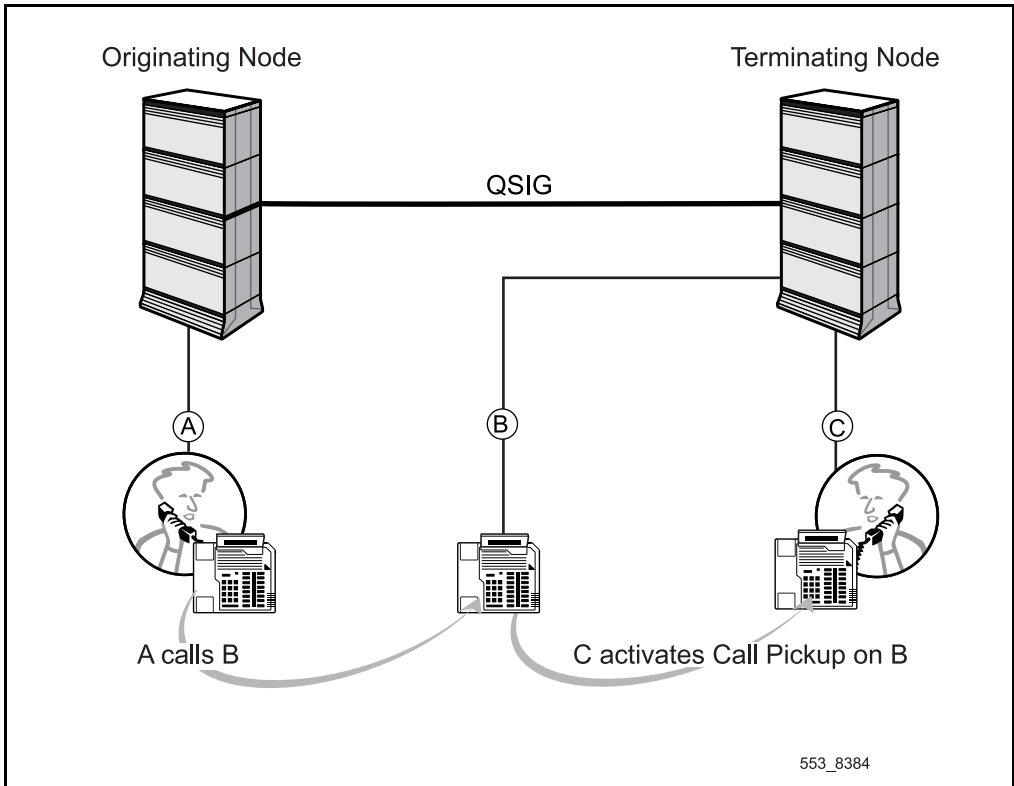 Originating Node
Terminating Node
QSIG
A
B
C
A calls B
C activates Call Pickup on B
553_8384